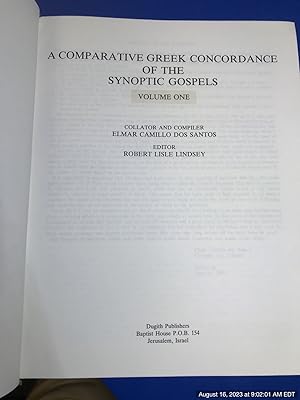 A COMPARATIVE GREEK CONCORDANCE
OF THE
SYNOPTIC GOSPELS
VOLUME ONE
COLLATOR AND COMPILER
ELMAR CAMILLO DOS SANTOS
EDITOR
ROBERT LISLE LINDSEY
Dugith Publishers
Baptist House P.O.B. 154
Jerusalem, Israel
August 16, 2023 at 9:02:01 AM EDT